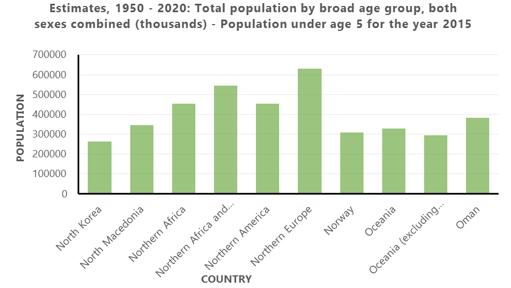 Estimates, 1950 - 2020: Total population by broad age group, both
sexes combined (thousands) - Population under age 5 for the year 2015
POPULATION
700000
600000
500000
400000
300000
200000
100000
0
North Korea
North Macedonia
Northern Africa
Northern Africa and...
Northern America
Northern Europe
Norway
Oceania
Oceania (excluding...
Oman
COUNTRY